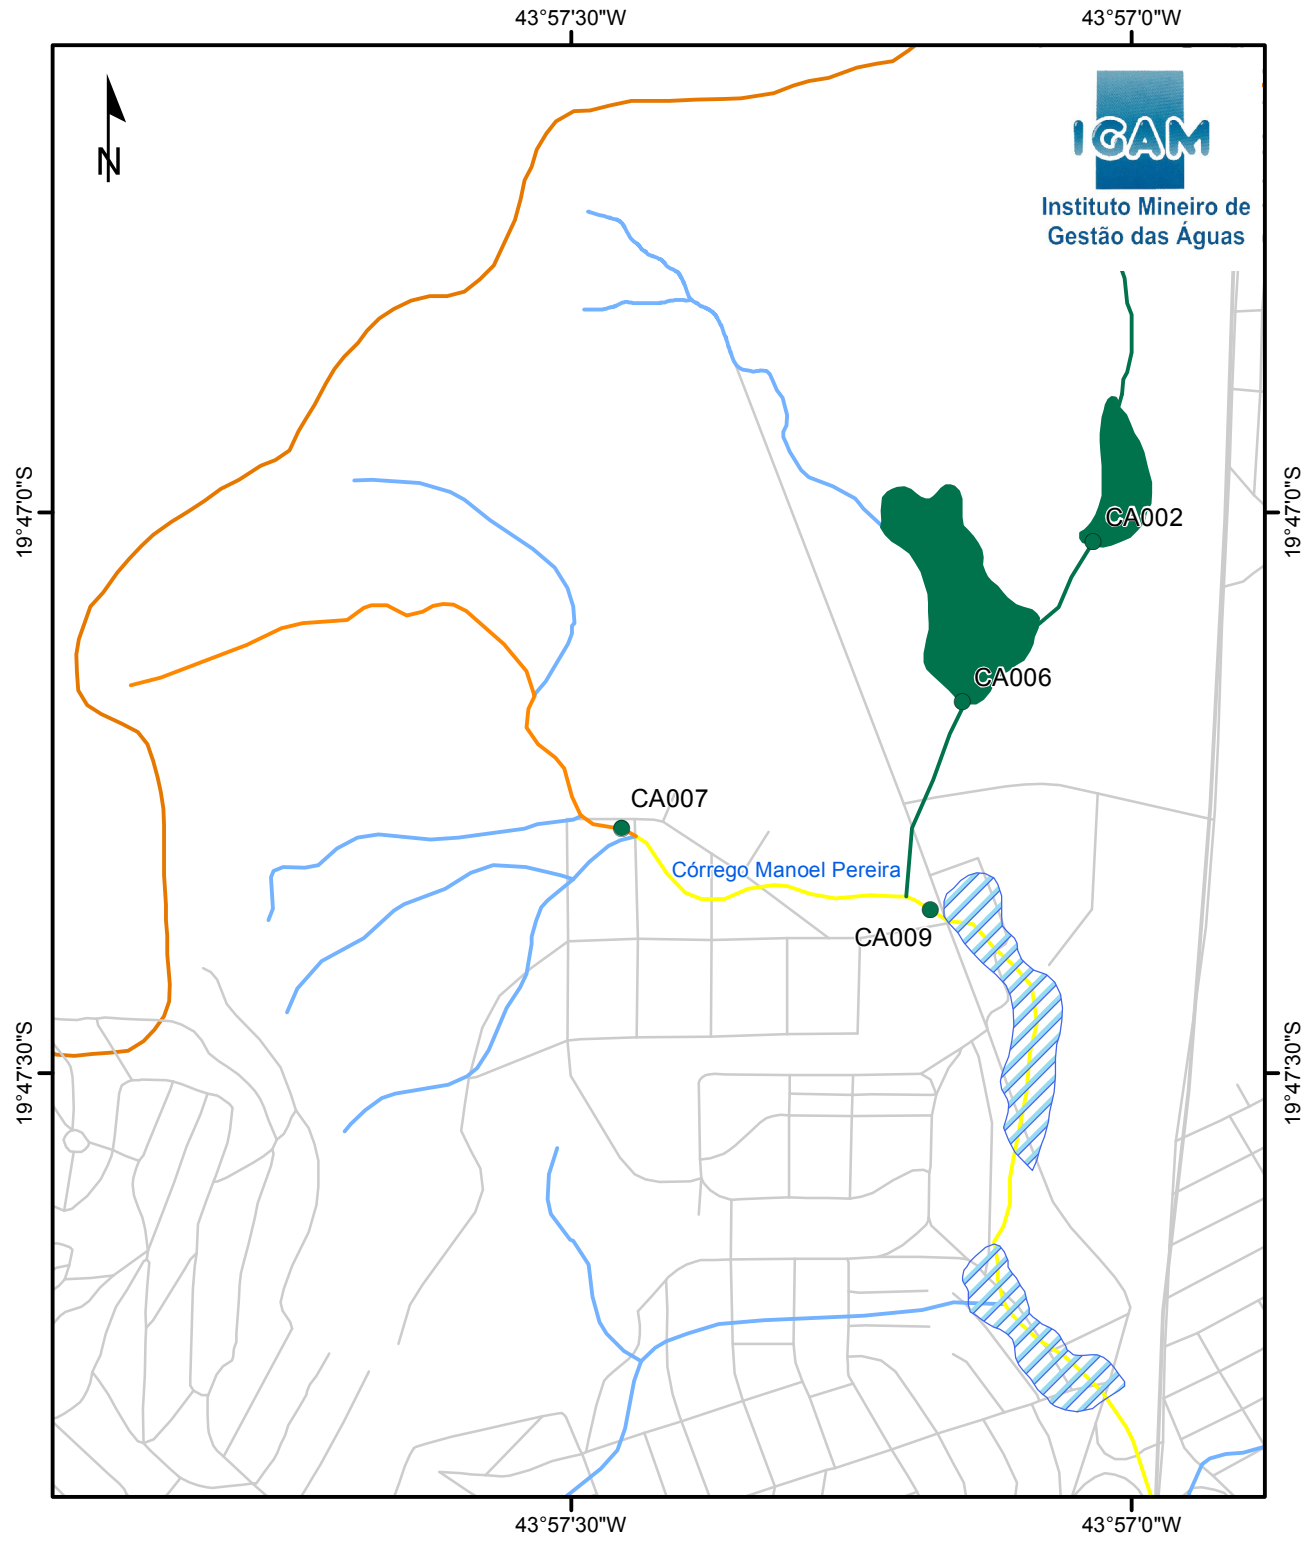 43°57'30"W
43°57'0"W
N
IGAM
Instituto Mineiro de
Gestão das Águas
19°47'0"S
19°47'0"S
CA002
CA006
CA007
Córrego Manoel Pereira
CA009
19°47'30"S
19°47'30"S
43°57'30"W
43°57'0"W